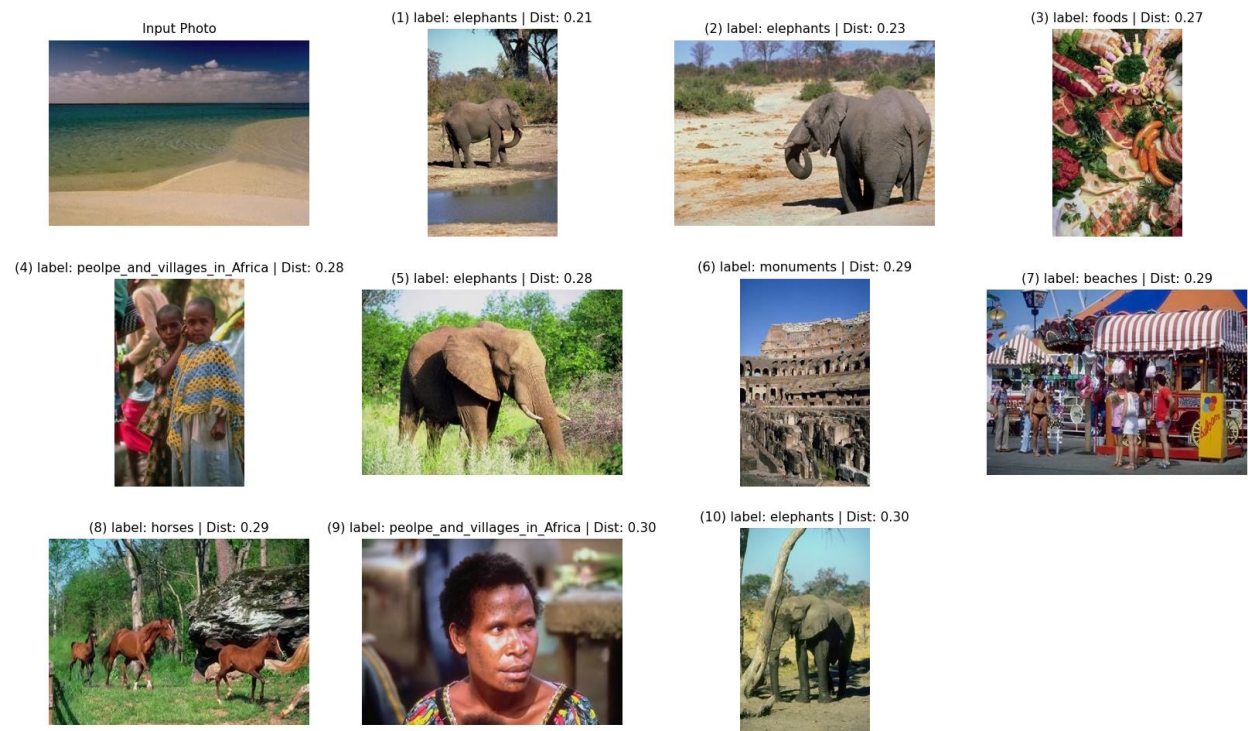 Input Photo
(1) label: elephants | Dist: 0.21
(2) label: elephants | Dist: 0.23
(3) label: foods | Dist: 0.27
(4) label: peolpe_and_villages_in_Africa | Dist: 0.28
(5) label: elephants | Dist: 0.28
(6) label: monuments | Dist: 0.29
(7) label: beaches | Dist: 0.29
(8) label: horses | Dist: 0.29
(9) label: peolpe_and_villages_in_Africa | Dist: 0.30
(10) label: elephants | Dist: 0.30